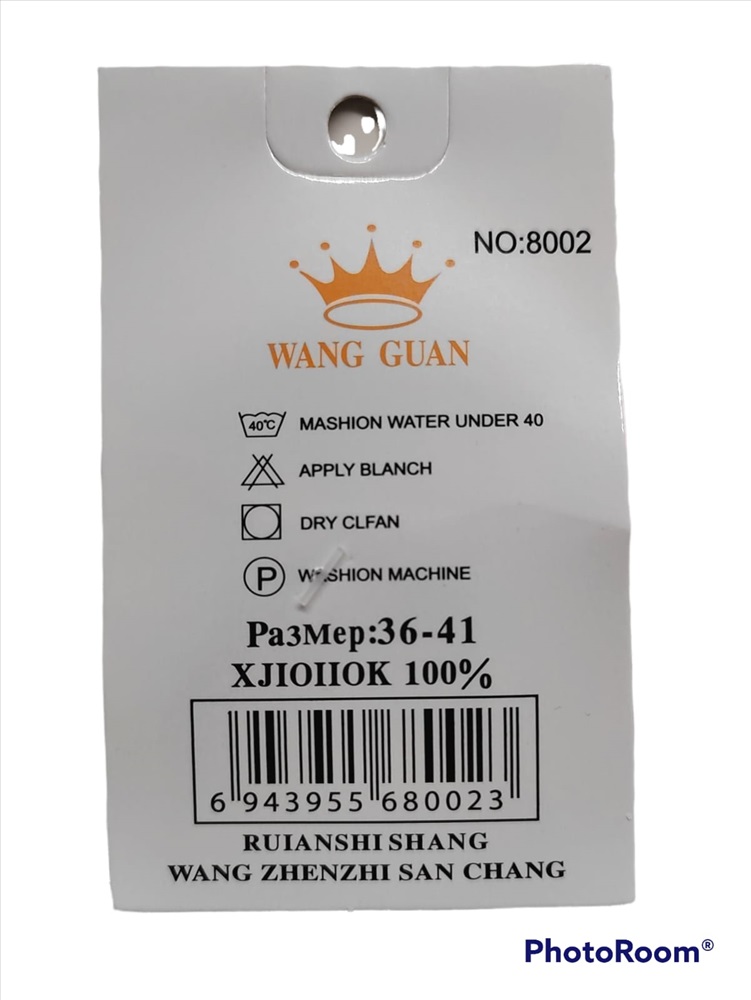 NO:8002
WANG GUAN
40℃ MASHION WATER UNDER 40
APPLY BLANCH
DRY CLFAN
P WASHION MACHINE
Размер:36-41
XJIOIIOK 100%
6 943955 680023
RUIANSHI SHANG
WANG ZHENZHI SAN CHANG
PhotoRoom®